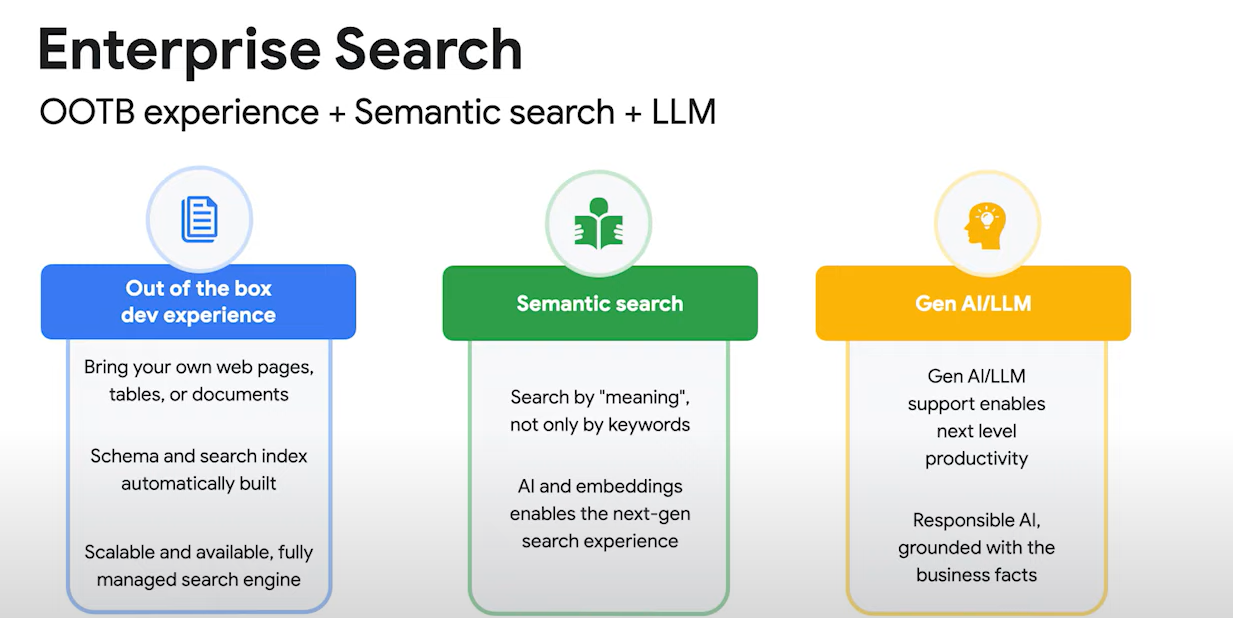 Enterprise Search
OOTB experience + Semantic search + LLM
Out of the box
dev experience
Bring your own web pages,
tables, or documents
Schema and search index
automatically built
Scalable and available, fully
managed search engine
Semantic search
Search by "meaning",
not only by keywords
AI and embeddings
enables the next-gen
search experience
Gen AI/LLM
Gen AI/LLM
support enables
next level
productivity
Responsible AI,
grounded with the
business facts